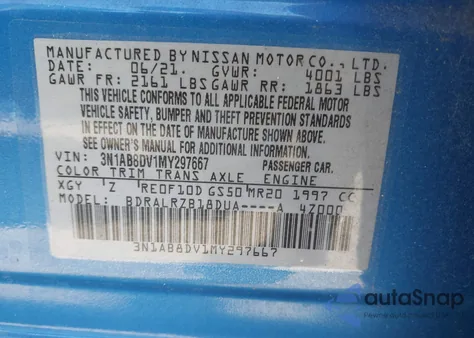 MANUFACTURED BY NISSAN MOTOR CO., LTD.
DATE: 06/21. GVWR: 4001 LBS
GAWR FR: 2161 LBS GAWR RR: 1863 LBS
THIS VEHICLE CONFORMS TO ALL APPLICABLE FEDERAL MOTOR
VEHICLE SAFETY, BUMPER AND THEFT PREVENTION STANDARDS
IN EFFECT ON THE DATE OF MANUFACTURE SHOWN ABOVE.
SEE OWNER'S MANUAL FOR ADDITIONAL INFORMATION.
VIN: 3N1AB8DV1MY297667 PASSENGER CAR.
COLOR TRIM TRANS AXLE ENGINE
XGY Z RE0F10D GS50 MR20 1997 CC
MODEL: BDRALRZB18DUA----A 47000
3N1AB8DV1MY297667
autoSnap